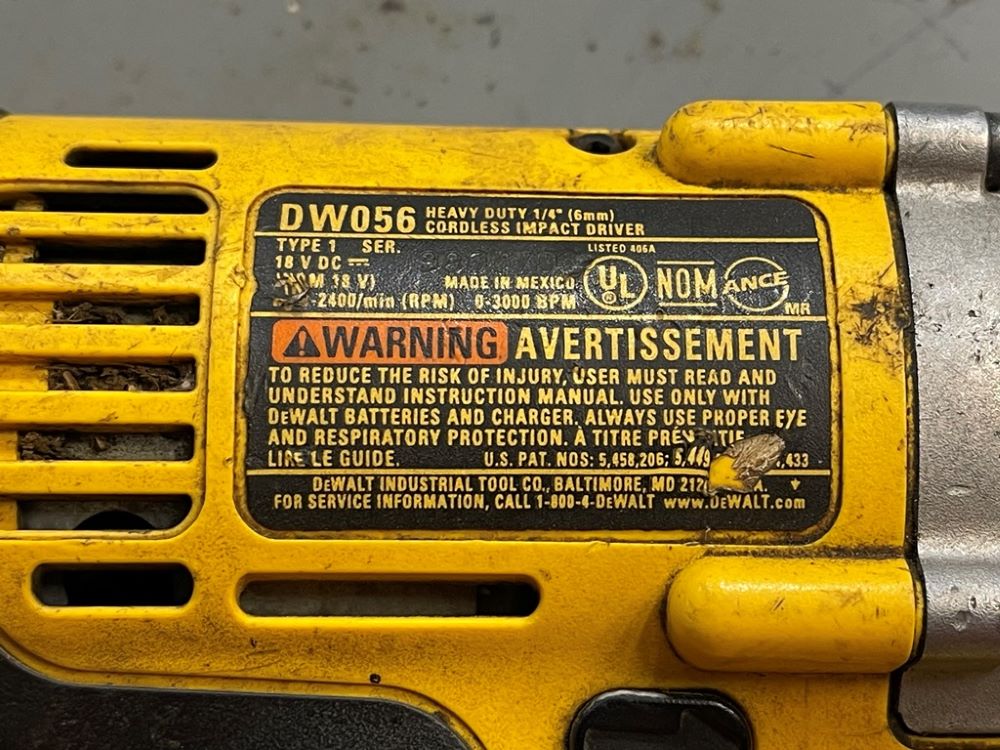 DW056 HEAVY DUTY 1/4" (6mm)
CORDLESS IMPACT DRIVER
TYPE 1 SER.
LISTED 406A
18 V DC ⎓
18 V)
MADE IN MEXICO
-2400/min (RPM) 0-3000 BPM
UL ®
NOM
ANCE
MR
WARNING AVERTISSEMENT
TO REDUCE THE RISK OF INJURY, USER MUST READ AND
UNDERSTAND INSTRUCTION MANUAL. USE ONLY WITH
DEWALT BATTERIES AND CHARGER. ALWAYS USE PROPER EYE
AND RESPIRATORY PROTECTION. À TITRE
LIRE LE GUIDE. U.S. PAT. NOS: 5,458,206;
DEWALT INDUSTRIAL TOOL CO., BALTIMORE, MD
FOR SERVICE INFORMATION, CALL 1-800-4-DEWALT www.DEWALT.com